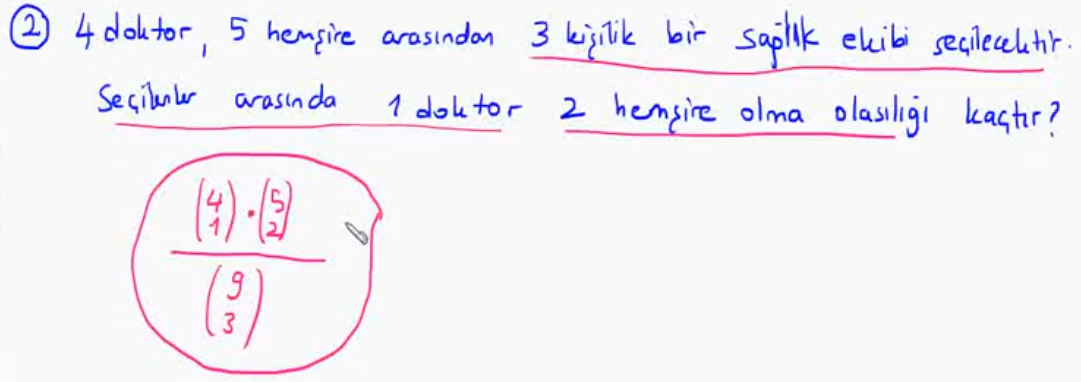 ② 4 doktor, 5 hemşire arasından 3 kişilik bir sağlık ekibi seçilecektir.
Seçilenler arasında 1 doktor 2 hemşire olma olasılığı kaçtır?
(4 1) · (5 2)
(9 3)